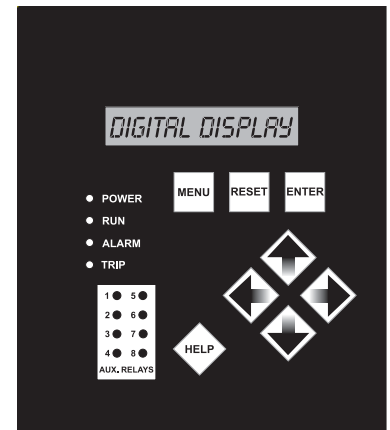 DIGITAL DISPLAY
MENU RESET ENTER
POWER
RUN
ALARM
TRIP
1 5
2 6
3 7
4 8
AUX. RELAYS
HELP